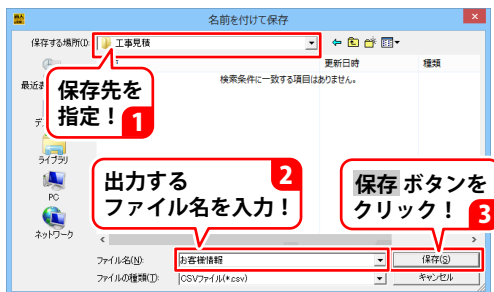 名前を付けて保存
保存する場所(I): 工事見積
更新日時 種類
検索条件に一致する項目はありません。
保存先を
指定！ 1
ライブラリ
PC
ネットワーク
出力する 2
ファイル名を入力！
保存 ボタンを
クリック！ 3
ファイル名(N): お客様情報 保存(S)
ファイルの種類(T): CSVファイル(*csv) キャンセル